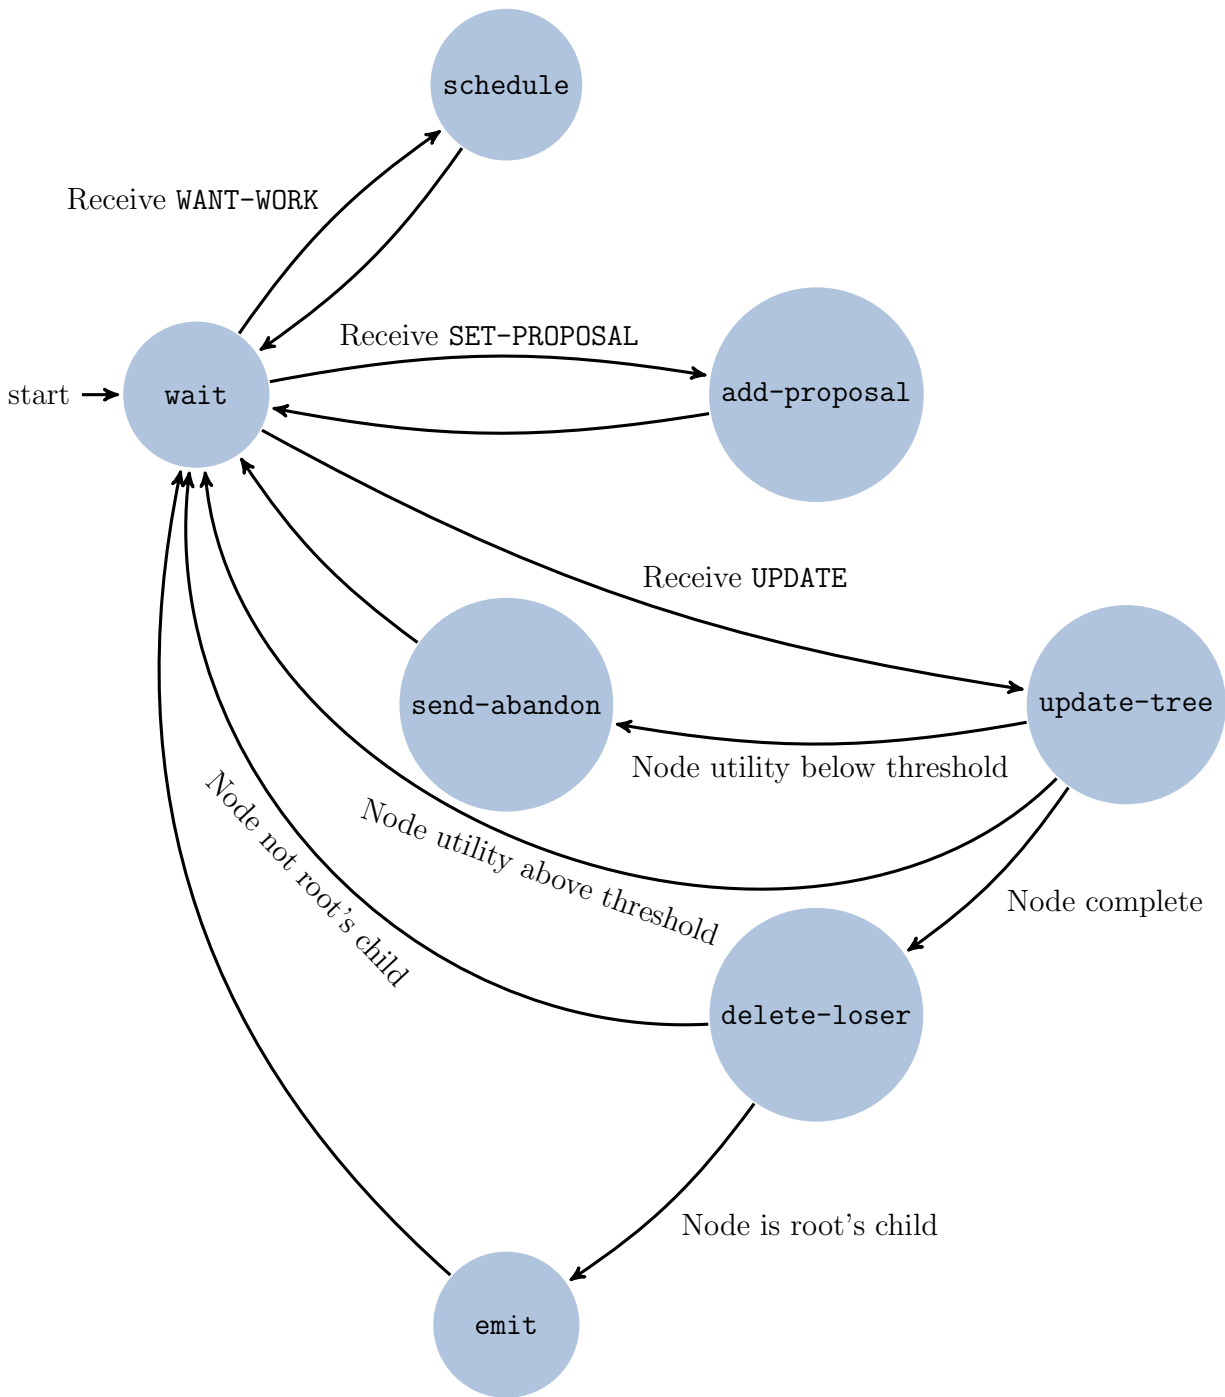 schedule
Receive WANT-WORK
Receive SET-PROPOSAL
start
wait
add-proposal
Receive UPDATE
send-abandon
update-tree
Node utility below threshold
Node not root's child
Node utility above threshold
Node complete
delete-loser
Node is root's child
emit